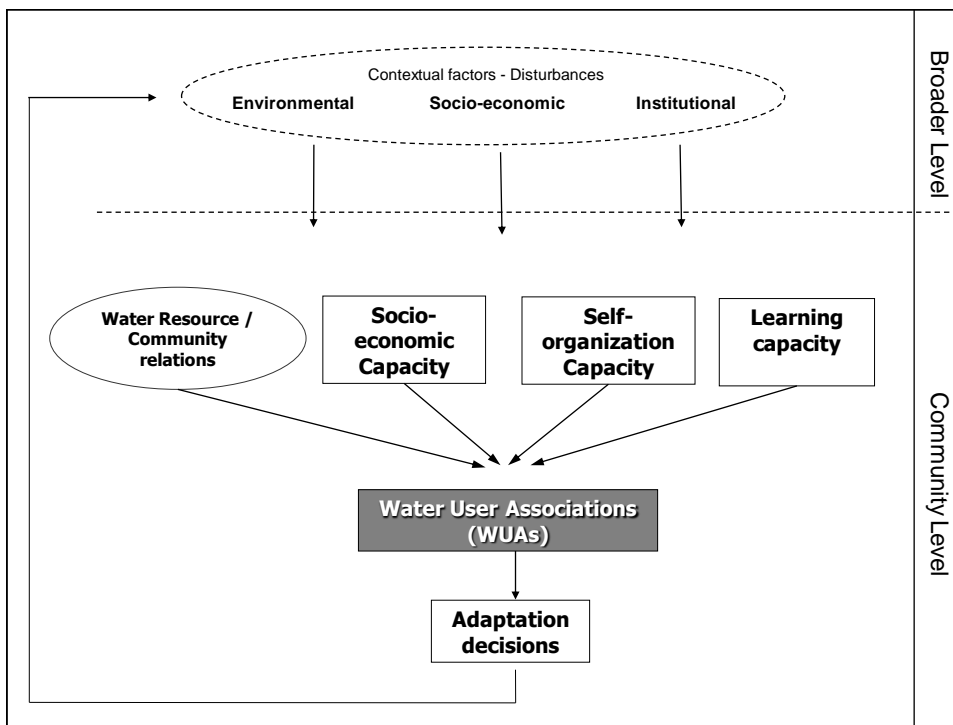 Contextual factors - Disturbances
Environmental Socio-economic Institutional
Broader Level
Water Resource /
Community
relations
Socio-
economic
Capacity
Self-
organization
Capacity
Learning
capacity
Water User Associations
(WUAs)
Adaptation
decisions
Community Level